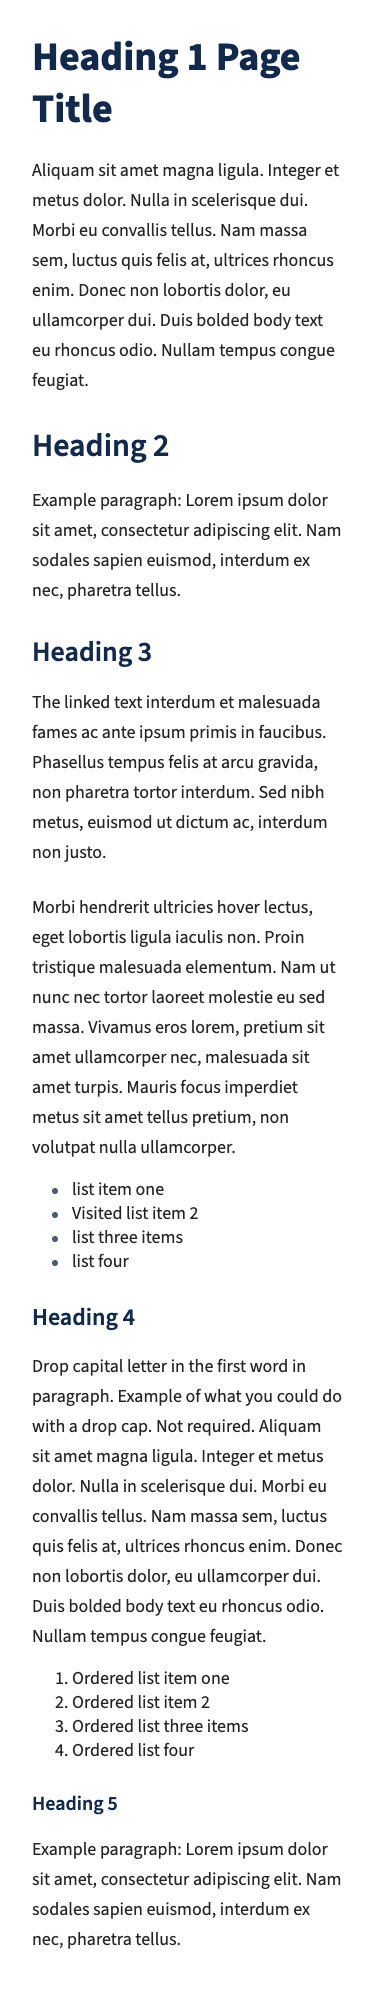 Heading 1 Page
Title
Aliquam sit amet magna ligula. Integer et
metus dolor. Nulla in scelerisque dui.
Morbi eu convallis tellus. Nam massa
sem, luctus quis felis at, ultrices rhoncus
enim. Donec non lobortis dolor, eu
ullamcorper dui. Duis bolded body text
eu rhoncus odio. Nullam tempus congue
feugiat.
Heading 2
Example paragraph: Lorem ipsum dolor
sit amet, consectetur adipiscing elit. Nam
sodales sapien euismod, interdum ex
nec, pharetra tellus.
Heading 3
The linked text interdum et malesuada
fames ac ante ipsum primis in faucibus.
Phasellus tempus felis at arcu gravida,
non pharetra tortor interdum. Sed nibh
metus, euismod ut dictum ac, interdum
non justo.
Morbi hendrerit ultricies hover lectus,
eget lobortis ligula iaculis non. Proin
tristique malesuada elementum. Nam ut
nunc nec tortor laoreet molestie eu sed
massa. Vivamus eros lorem, pretium sit
amet ullamcorper nec, malesuada sit
amet turpis. Mauris focus imperdiet
metus sit amet tellus pretium, non
volutpat nulla ullamcorper.
• list item one
• Visited list item 2
• list three items
• list four
Heading 4
Drop capital letter in the first word in
paragraph. Example of what you could do
with a drop cap. Not required. Aliquam
sit amet magna ligula. Integer et metus
dolor. Nulla in scelerisque dui. Morbi eu
convallis tellus. Nam massa sem, luctus
quis felis at, ultrices rhoncus enim. Donec
non lobortis dolor, eu ullamcorper dui.
Duis bolded body text eu rhoncus odio.
Nullam tempus congue feugiat.
1. Ordered list item one
2. Ordered list item 2
3. Ordered list three items
4. Ordered list four
Heading 5
Example paragraph: Lorem ipsum dolor
sit amet, consectetur adipiscing elit. Nam
sodales sapien euismod, interdum ex
nec, pharetra tellus.